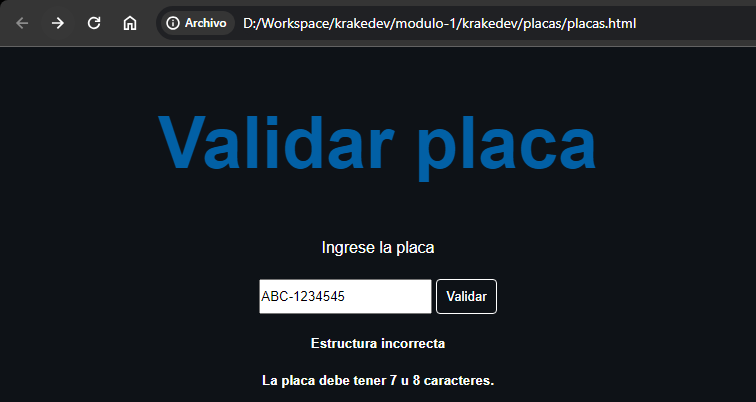 Archivo D:/Workspace/krakedev/modulo-1/krakedev/placas/placas.html
Validar placa
Ingrese la placa
ABC-1234545 Validar
Estructura incorrecta
La placa debe tener 7 u 8 caracteres.